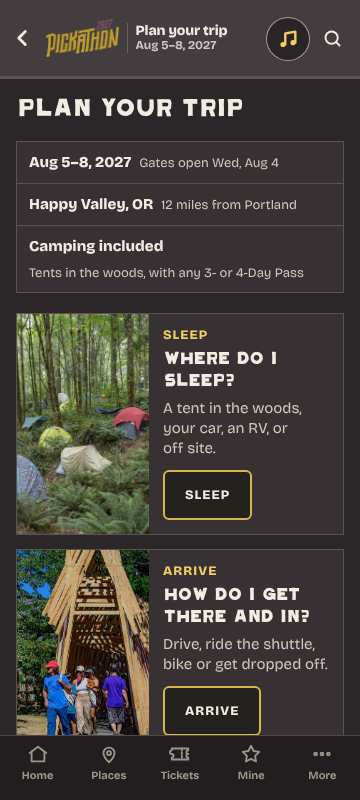 PICKATHON
Plan your trip
Aug 5–8, 2027
PLAN YOUR TRIP
Aug 5–8, 2027 Gates open Wed, Aug 4
Happy Valley, OR 12 miles from Portland
Camping included
Tents in the woods, with any 3- or 4-Day Pass
SLEEP
WHERE DO I
SLEEP?
A tent in the woods,
your car, an RV, or
off site.
SLEEP
ARRIVE
HOW DO I GET
THERE AND IN?
Drive, ride the shuttle,
bike or get dropped off.
ARRIVE
Home Places Tickets Mine More